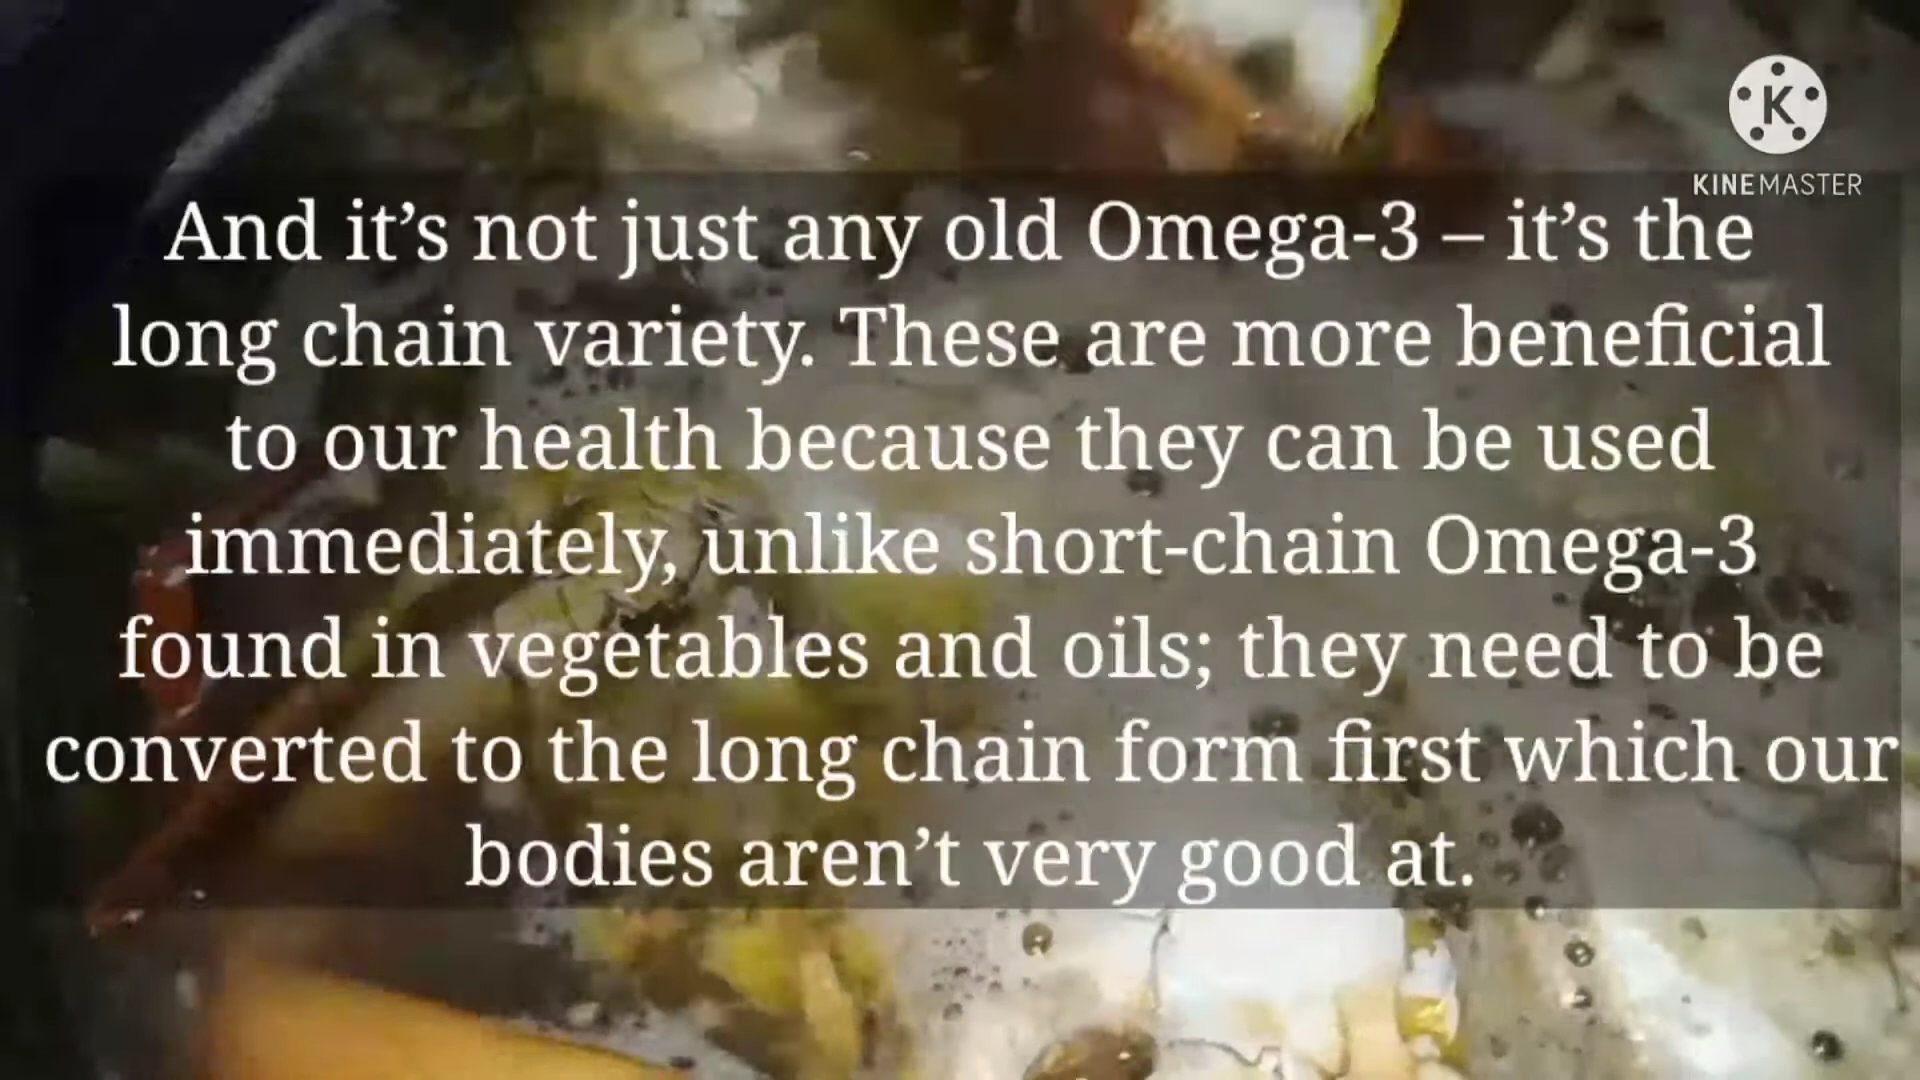 K
KINEMASTER
And it’s not just any old Omega-3 – it’s the
long chain variety. These are more beneficial
to our health because they can be used
immediately, unlike short-chain Omega-3
found in vegetables and oils; they need to be
converted to the long chain form first which our
bodies aren’t very good at.